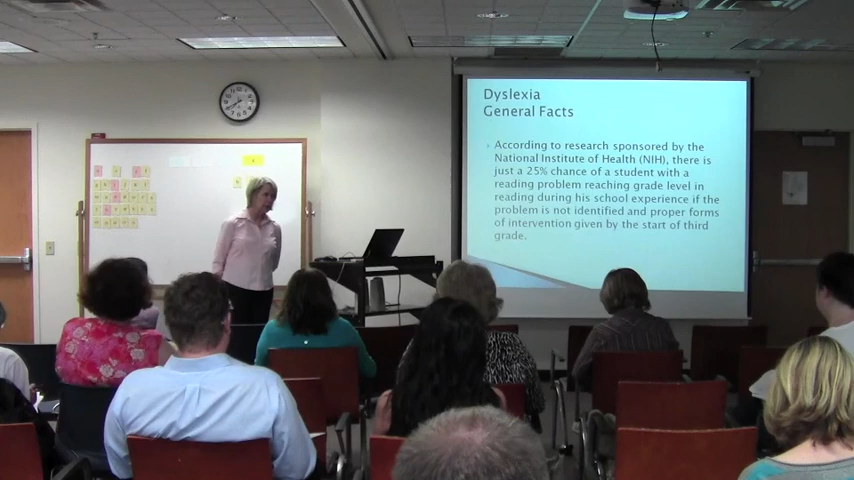 Dyslexia
General Facts
According to research sponsored by the
National Institute of Health (NIH), there is
just a 25% chance of a student with a
reading problem reaching grade level in
reading during his school experience if the
problem is not identified and proper forms
of intervention given by the start of third
grade.